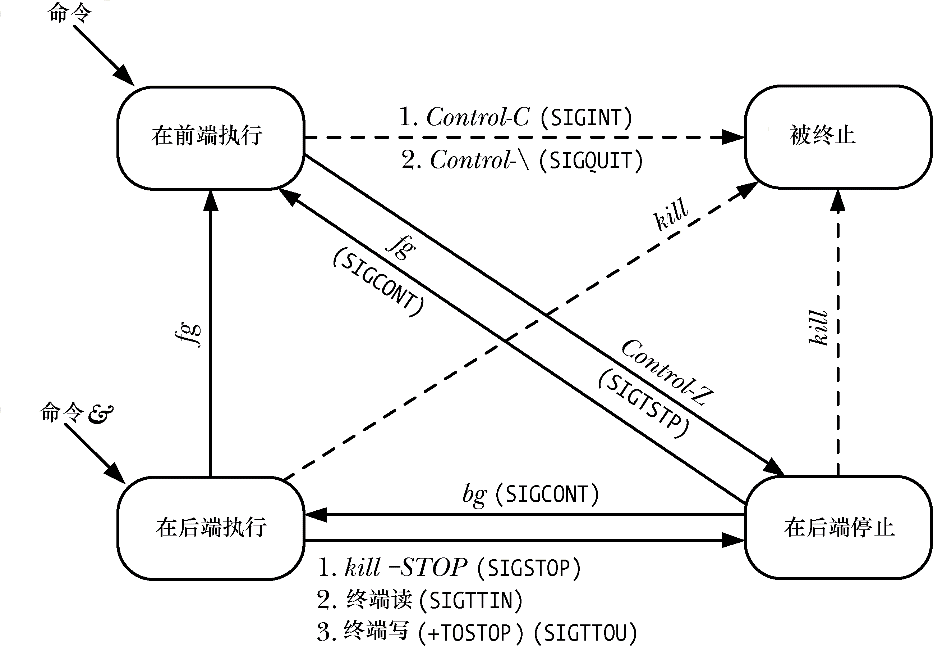 命令
在前端执行
1. Control-C (SIGINT)
2. Control-\ (SIGQUIT)
被终止
kill
fg
(SIGCONT)
fg
kill
Control-Z
(SIGTSTP)
命令&
在后端执行
bg (SIGCONT)
在后端停止
1. kill -STOP (SIGSTOP)
2. 终端读 (SIGTTIN)
3. 终端写 (+TOSTOP) (SIGTTOU)